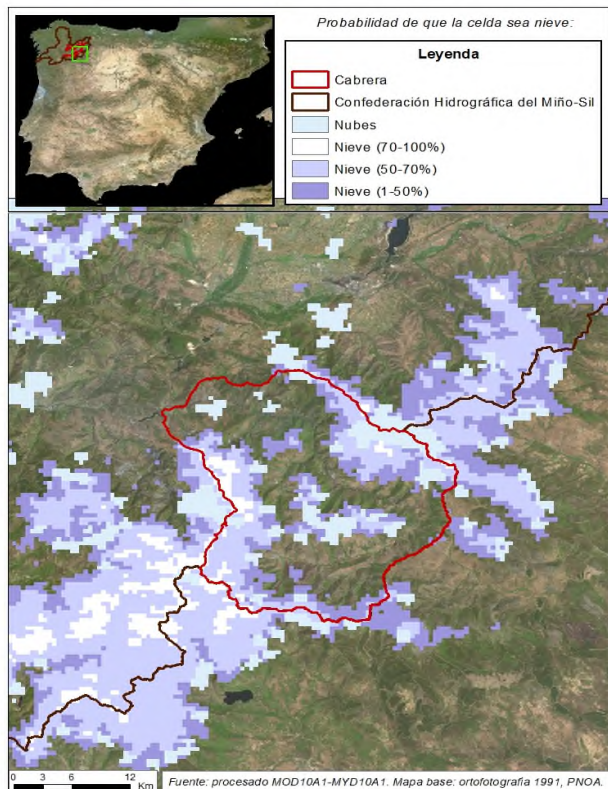 Probabilidad de que la celda sea nieve:
Leyenda
Cabrera
Confederación Hidrográfica del Miño-Sil
Nubes
Nieve (70-100%)
Nieve (50-70%)
Nieve (1-50%)
0 3 6 12
Km
Fuente: procesado MOD10A1-MYD10A1. Mapa base: ortofotografía 1991, PNOA.